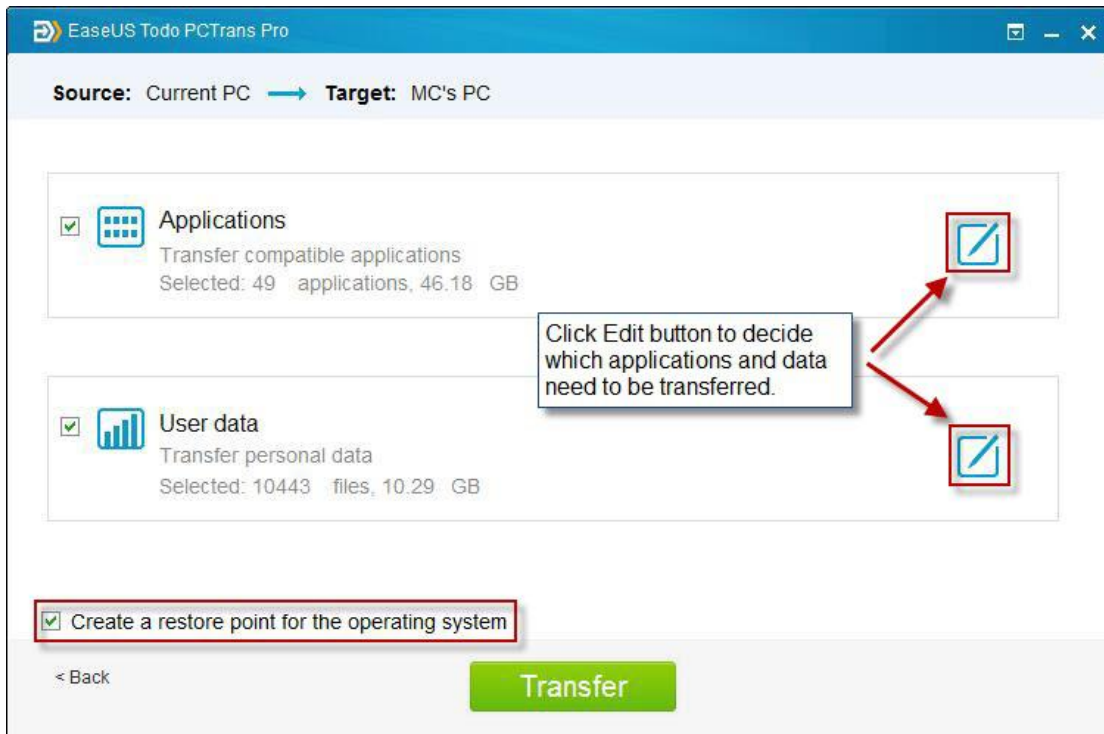 EaseUS Todo PCTrans Pro
Source: Current PC Target: MC's PC
Applications
Transfer compatible applications
Selected: 49 applications, 46.18 GB
Click Edit button to decide
which applications and data
need to be transferred.
User data
Transfer personal data
Selected: 10443 files, 10.29 GB
Create a restore point for the operating system
< Back
Transfer